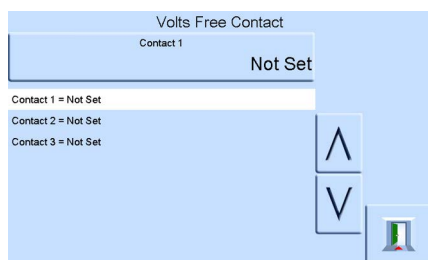 Volts Free Contact
Contact 1
Not Set
Contact 1 = Not Set
Contact 2 = Not Set
Contact 3 = Not Set